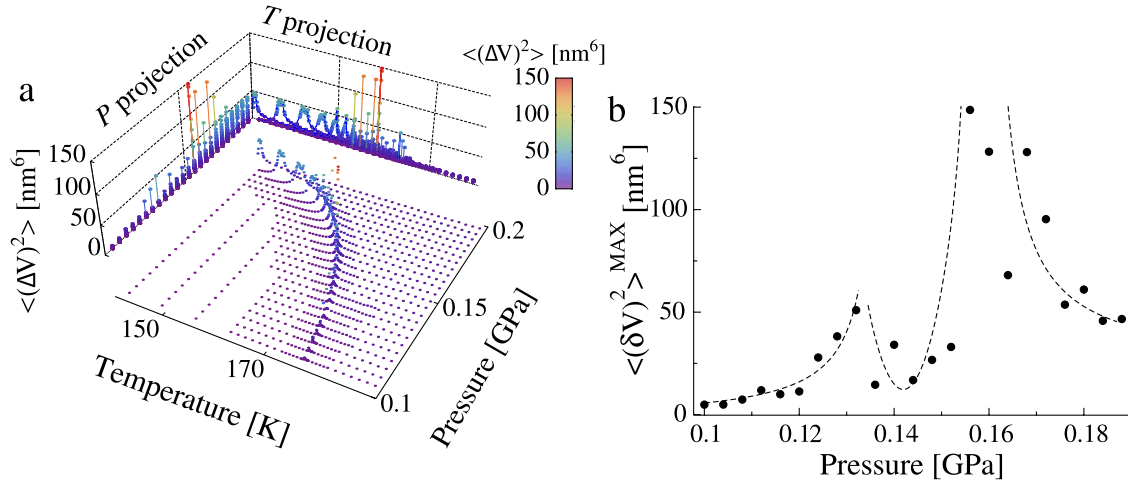 a
P projection
T projection
<(ΔV)²> [nm⁶]
150
100
50
0
<(ΔV)²> [nm⁶]
150
100
50
0
150
170
Temperature [K]
0.2
0.15
0.1
Pressure [GPa]
b
<(δV)²>ᴹᴬˣ [nm⁶]
150
100
50
0
0.1
0.12
0.14
0.16
0.18
Pressure [GPa]